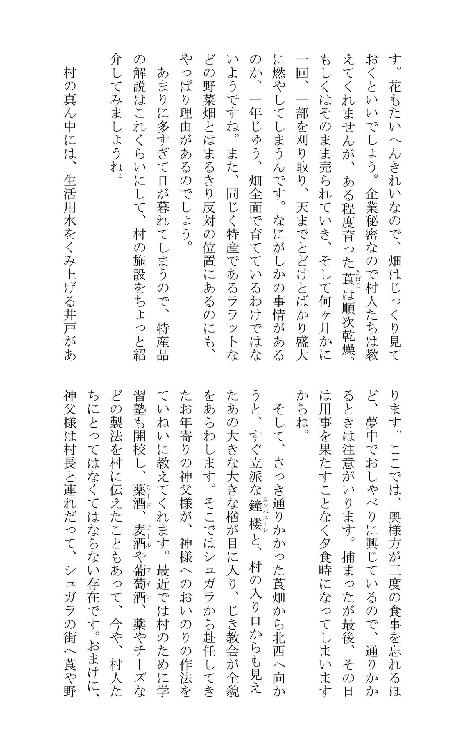 す。花もたいへんきれいなので、畑はじっくり見て
おくといいでしょう。企業秘密なので村人たちは教
えてくれませんが、ある程度育った莨は順次乾燥、
もしくはそのまま売られていき、そして何ヶ月かに
一回、一部を刈り取り、天までとどけとばかり盛大
に燃やしてしまうんです。なにがしかの事情がある
のか、一年じゅう、畑全面で育てているわけではな
いようですね。また、同じく特産であるララットな
どの野菜畑とはまるきり反対の位置にあるのにも、
やっぱり理由があるのでしょう。
あまりに多すぎて日が暮れてしまうので、特産品
の解説はこれくらいにして、村の施設をちょっと紹
介してみましょうね。
村の真ん中には、生活用水をくみ上げる井戸があ
ります。ここでは、奥様方が二度の食事を忘れるほ
ど、夢中でおしゃべりに興じているので、通りかか
るときは注意がいります。捕まったが最後、その日
は用事を果たすことなく夕食時になってしまいます
からね。
そして、さっき通りかかった莨畑から北西へ向か
うと、すぐ立派な鐘楼と、村の入り口からも見え
たあの大きな大きな楢が目に入り、じき教会が全貌
をあらわします。そこではシュガラから赴任してき
たお年寄りの神父様が、神様へのおいのりの作法を
ていねいに教えてくれます。最近では村のために学
習塾も開校し、薬酒、麦酒や葡萄酒、薬やチーズな
どの製法を村に伝えたこともあって、今や、村人た
ちにとってはなくてはならない存在です。おまけに、
神父様は村長と連れだって、シュガラの街へ莨や野